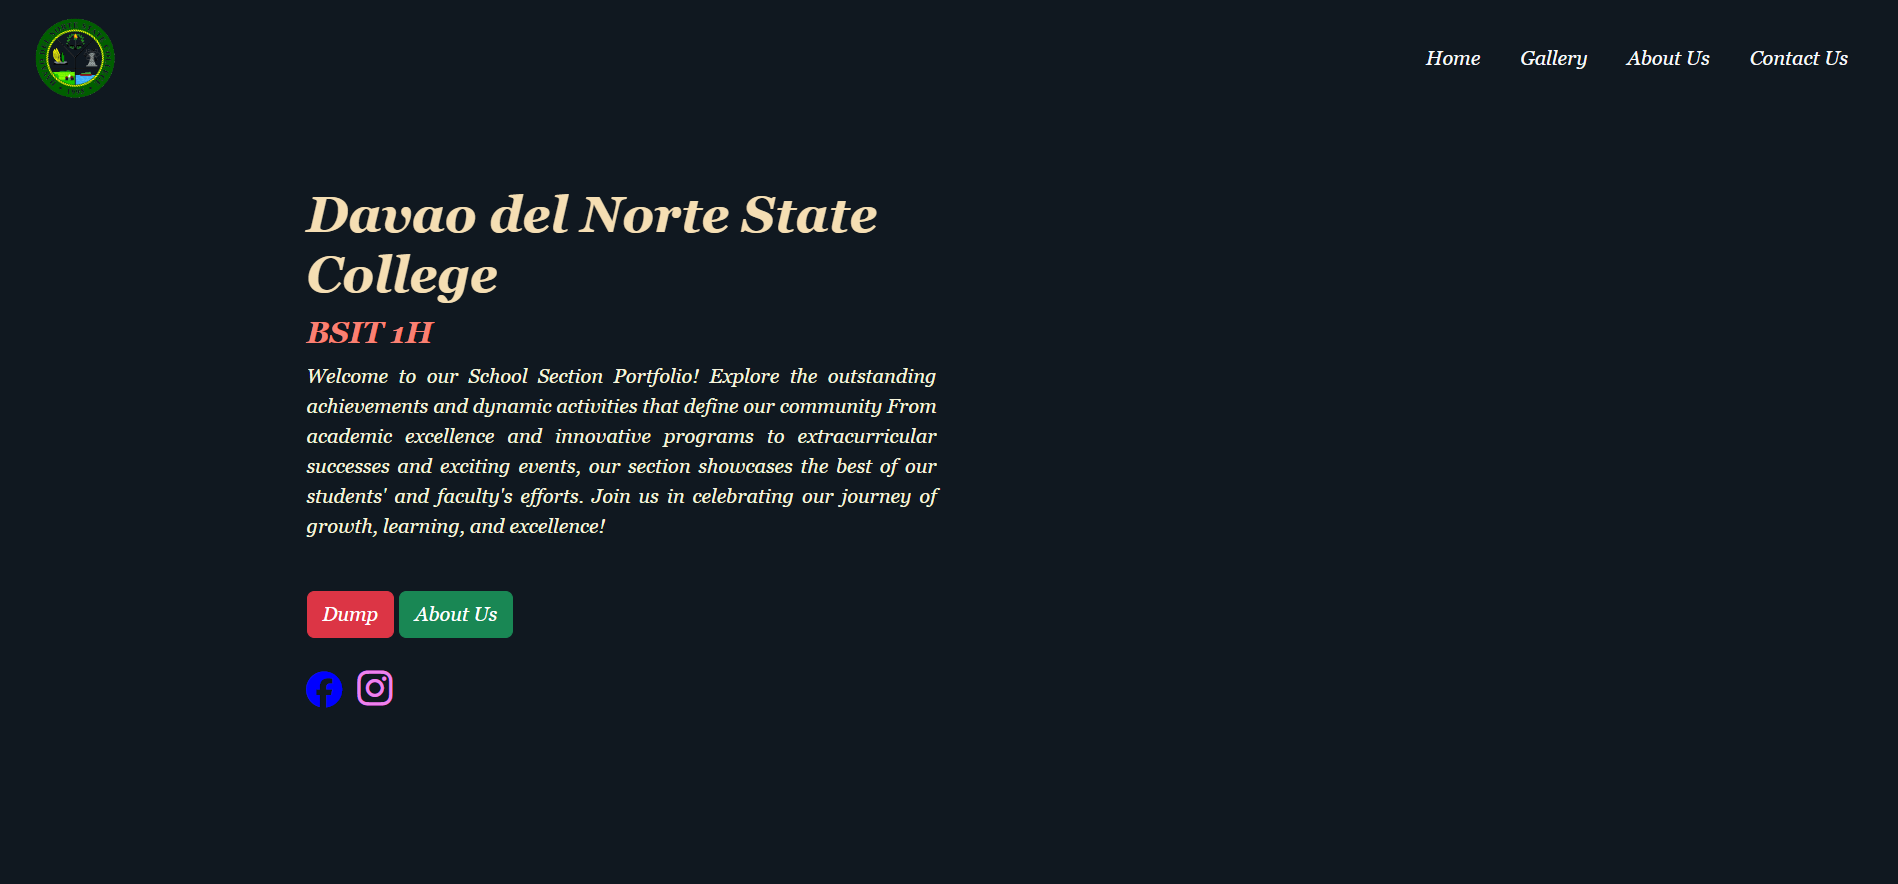 Home Gallery About Us Contact Us
Davao del Norte State
College
BSIT 1H
Welcome to our School Section Portfolio! Explore the outstanding
achievements and dynamic activities that define our community From
academic excellence and innovative programs to extracurricular
successes and exciting events, our section showcases the best of our
students' and faculty's efforts. Join us in celebrating our journey of
growth, learning, and excellence!
Dump About Us